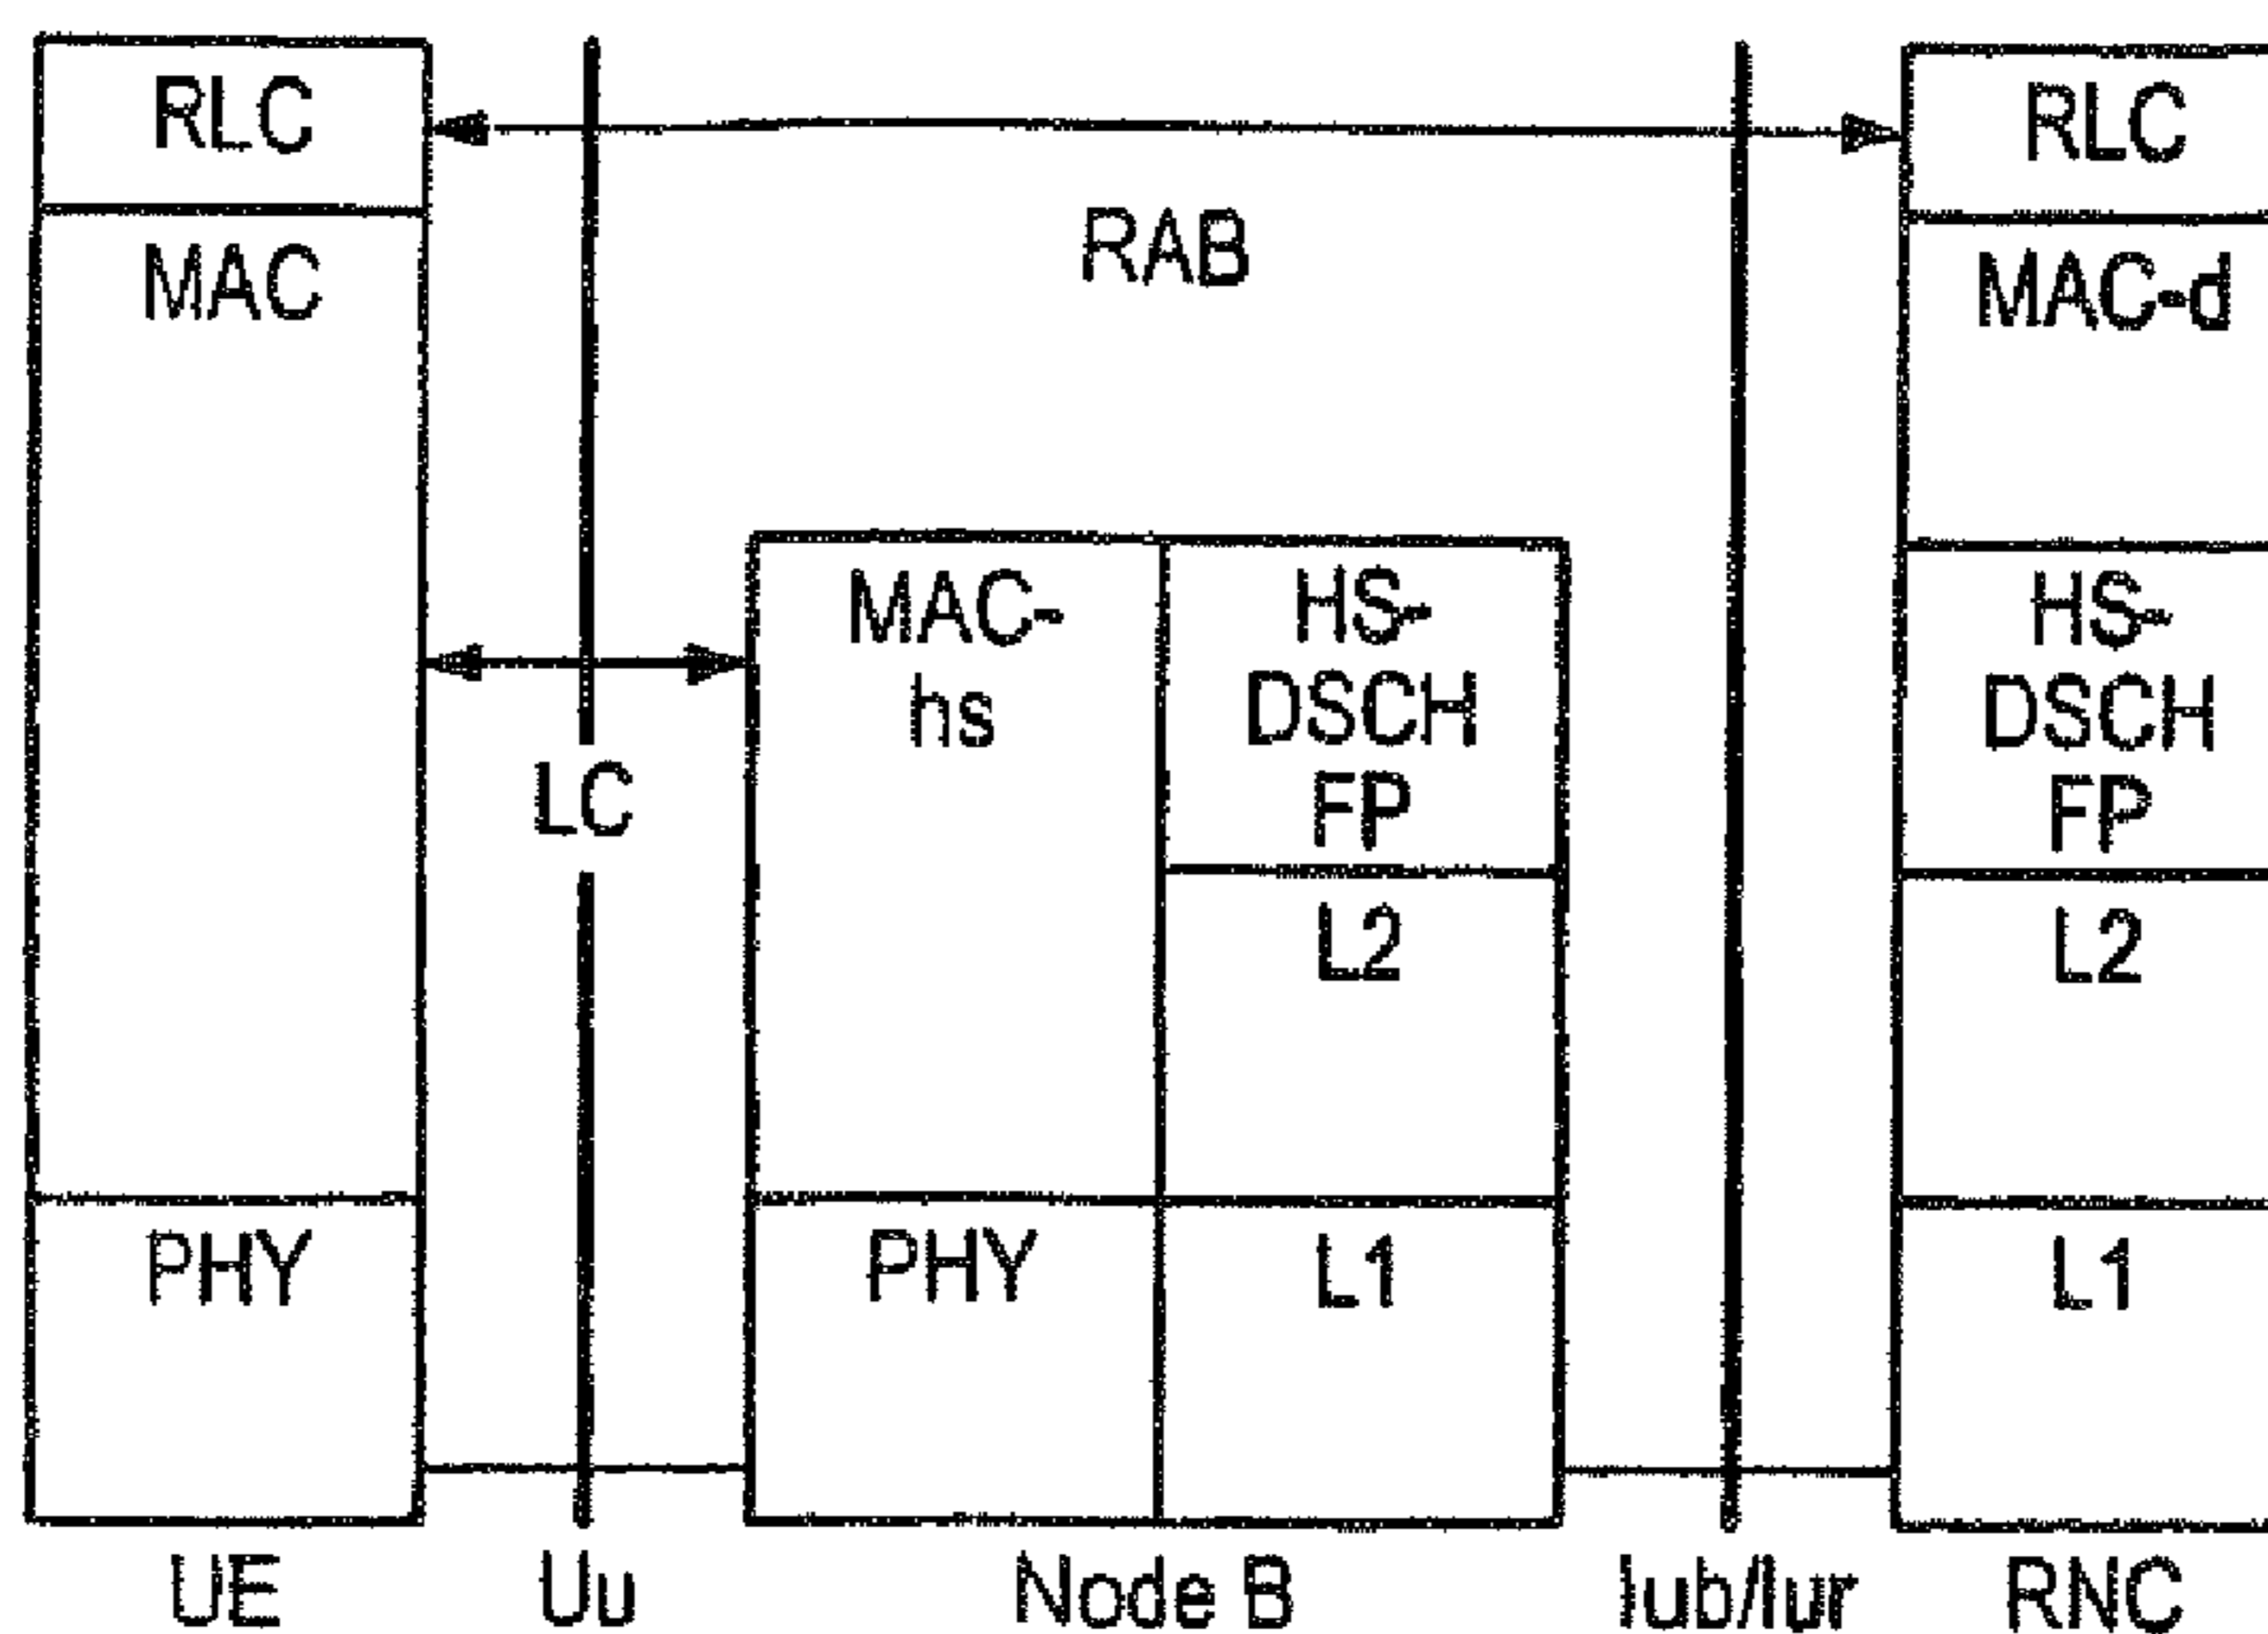 RLC
MAC
PHY
UE
LC
Uu
RAB
MAC-
hs
PHY
HS-
DSCH
FP
L2
L1
Node B
Iub/Iur
RLC
MAC-d
HS-
DSCH
FP
L2
L1
RNC